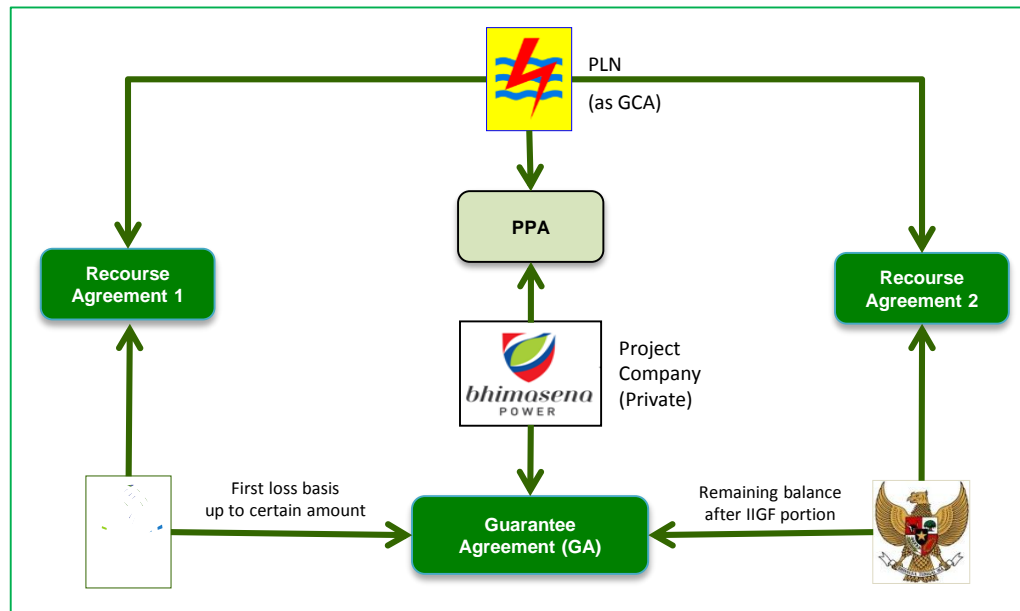 PLN
(as GCA)
PPA
Recourse
Agreement 1
Recourse
Agreement 2
bhimasena
POWER
Project
Company
(Private)
First loss basis
up to certain amount
Guarantee
Agreement (GA)
Remaining balance
after IIGF portion